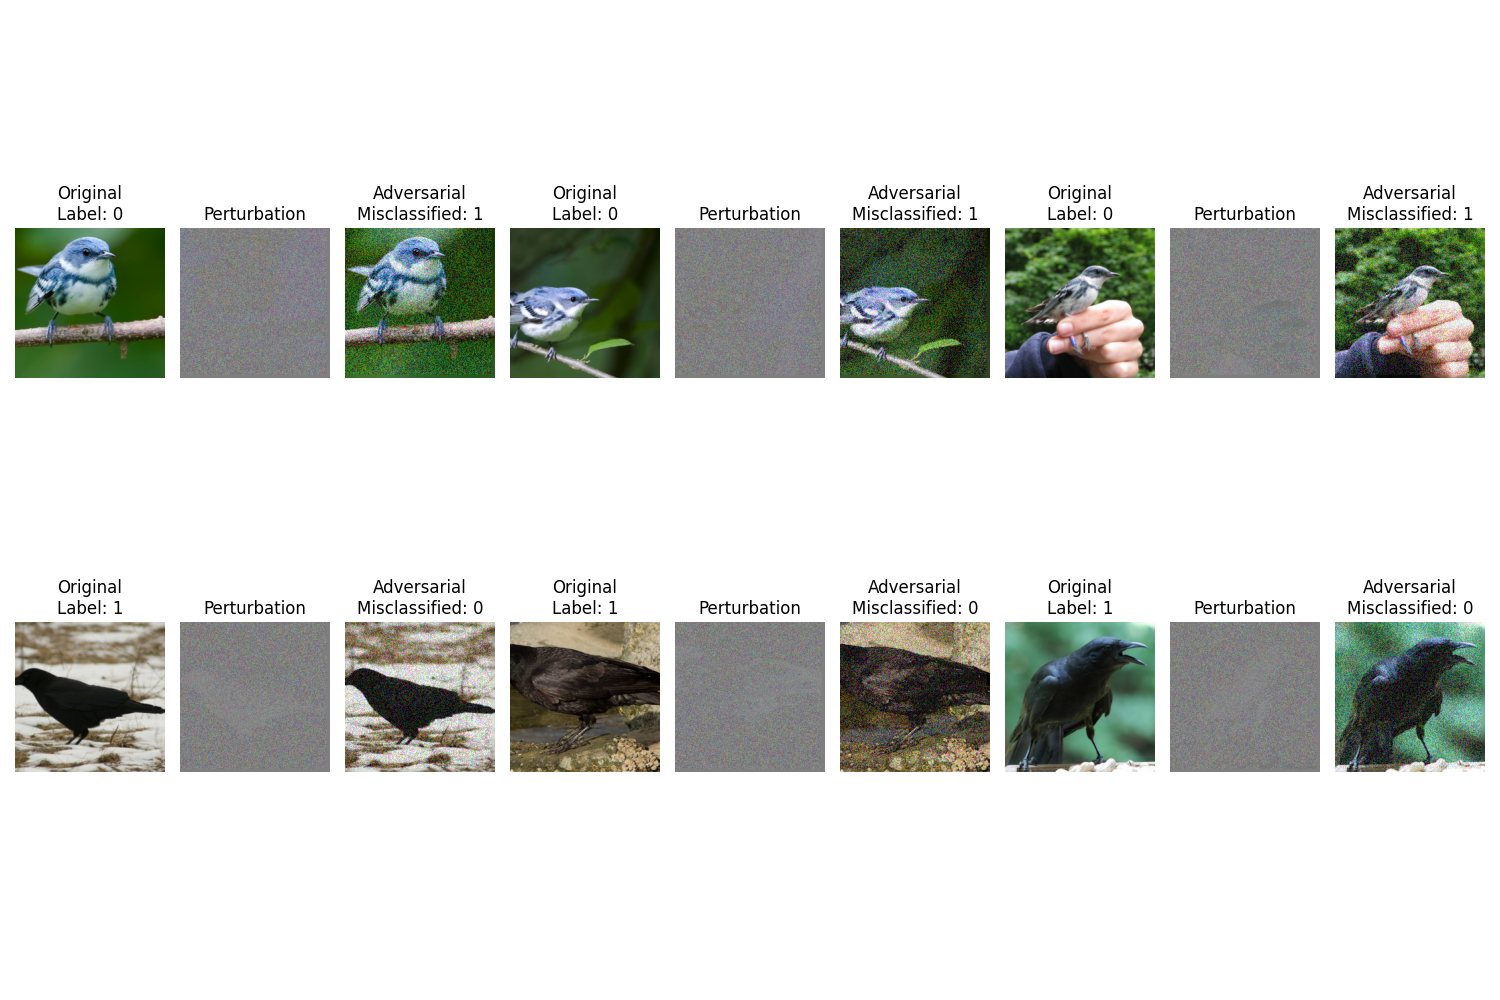 Original
Label: 0
Perturbation
Adversarial
Misclassified: 1
Original
Label: 0
Perturbation
Adversarial
Misclassified: 1
Original
Label: 0
Perturbation
Adversarial
Misclassified: 1
Original
Label: 1
Perturbation
Adversarial
Misclassified: 0
Original
Label: 1
Perturbation
Adversarial
Misclassified: 0
Original
Label: 1
Perturbation
Adversarial
Misclassified: 0